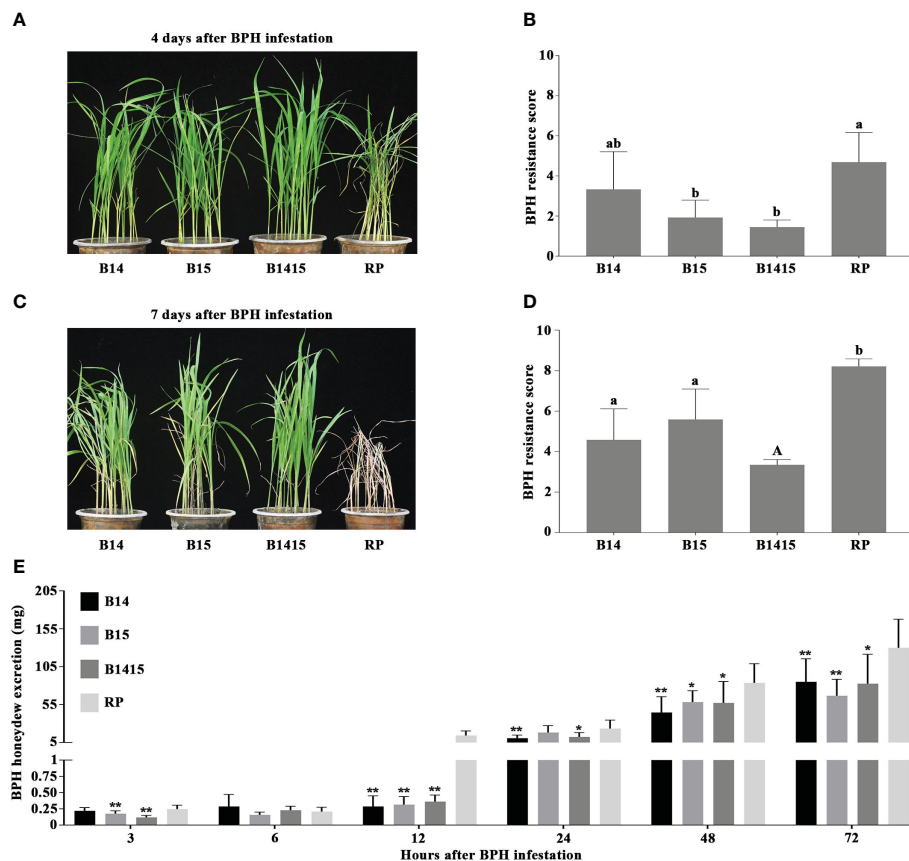 A
4 days after BPH infestation
B14 B15 B1415 RP
B
BPH resistance score
10
8
6
4
2
0
ab
b
b
a
B14 B15 B1415 RP
C
7 days after BPH infestation
B14 B15 B1415 RP
D
BPH resistance score
10
8
6
4
2
0
a
a
A
b
B14 B15 B1415 RP
E
BPH honeydew excretion (mg)
205
155
105
55
5
1
0.75
0.50
0.25
0
B14
B15
B1415
RP
** **
** ** **
** *
** * *
** ** *
3 6 12 24 48 72
Hours after BPH infestation